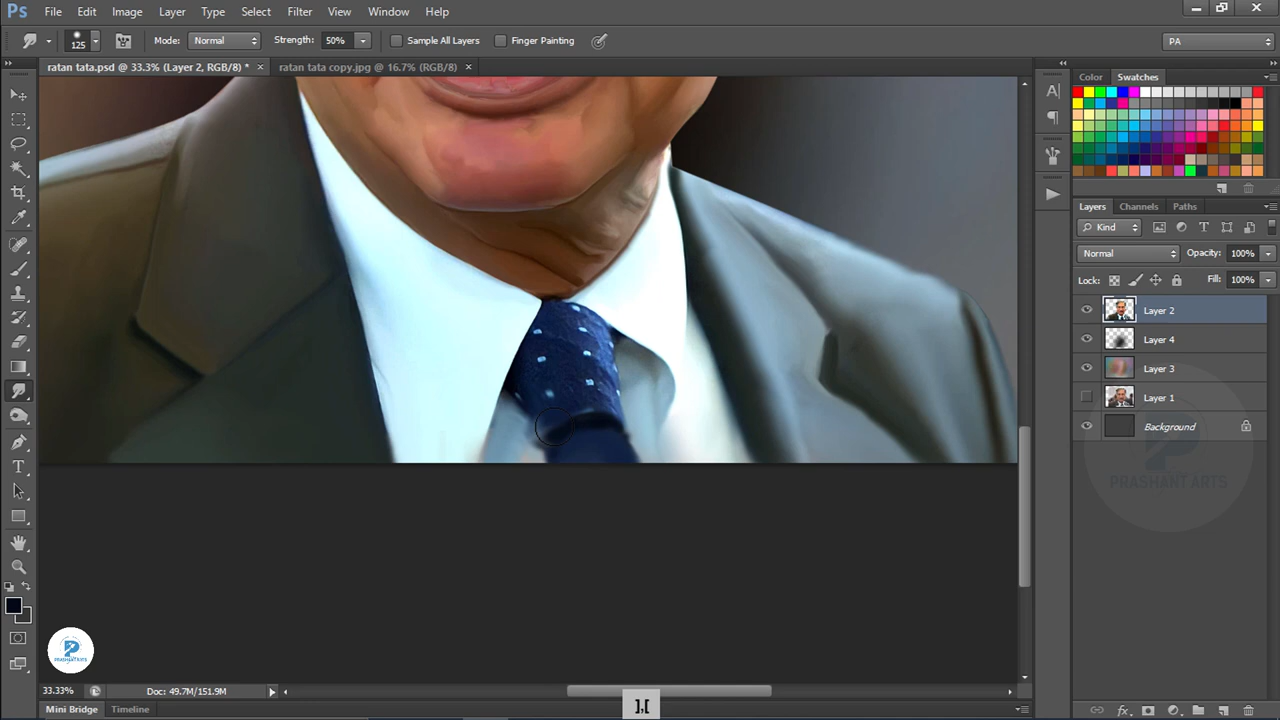 Ps File Edit Image Layer Type Select Filter View Window Help
125 Mode: Normal Strength: 50% Sample All Layers Finger Painting PA
ratan tata.psd @ 33.3% (Layer 2, RGB/8) * × ratan tata copy.jpg @ 16.7% (RGB/8) ×
Color Swatches
Layers Channels Paths
Kind
Normal Opacity: 100%
Lock: Fill: 100%
Layer 2
Layer 4
Layer 3
Layer 1
Background
PRASHANT ARTS
PRASHANT ARTS
33.33% Doc: 49.7M/151.9M
],[
Mini Bridge Timeline